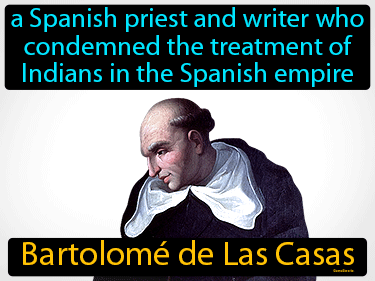 a Spanish priest and writer who
condemned the treatment of
Indians in the Spanish empire
Bartolomé de Las Casas